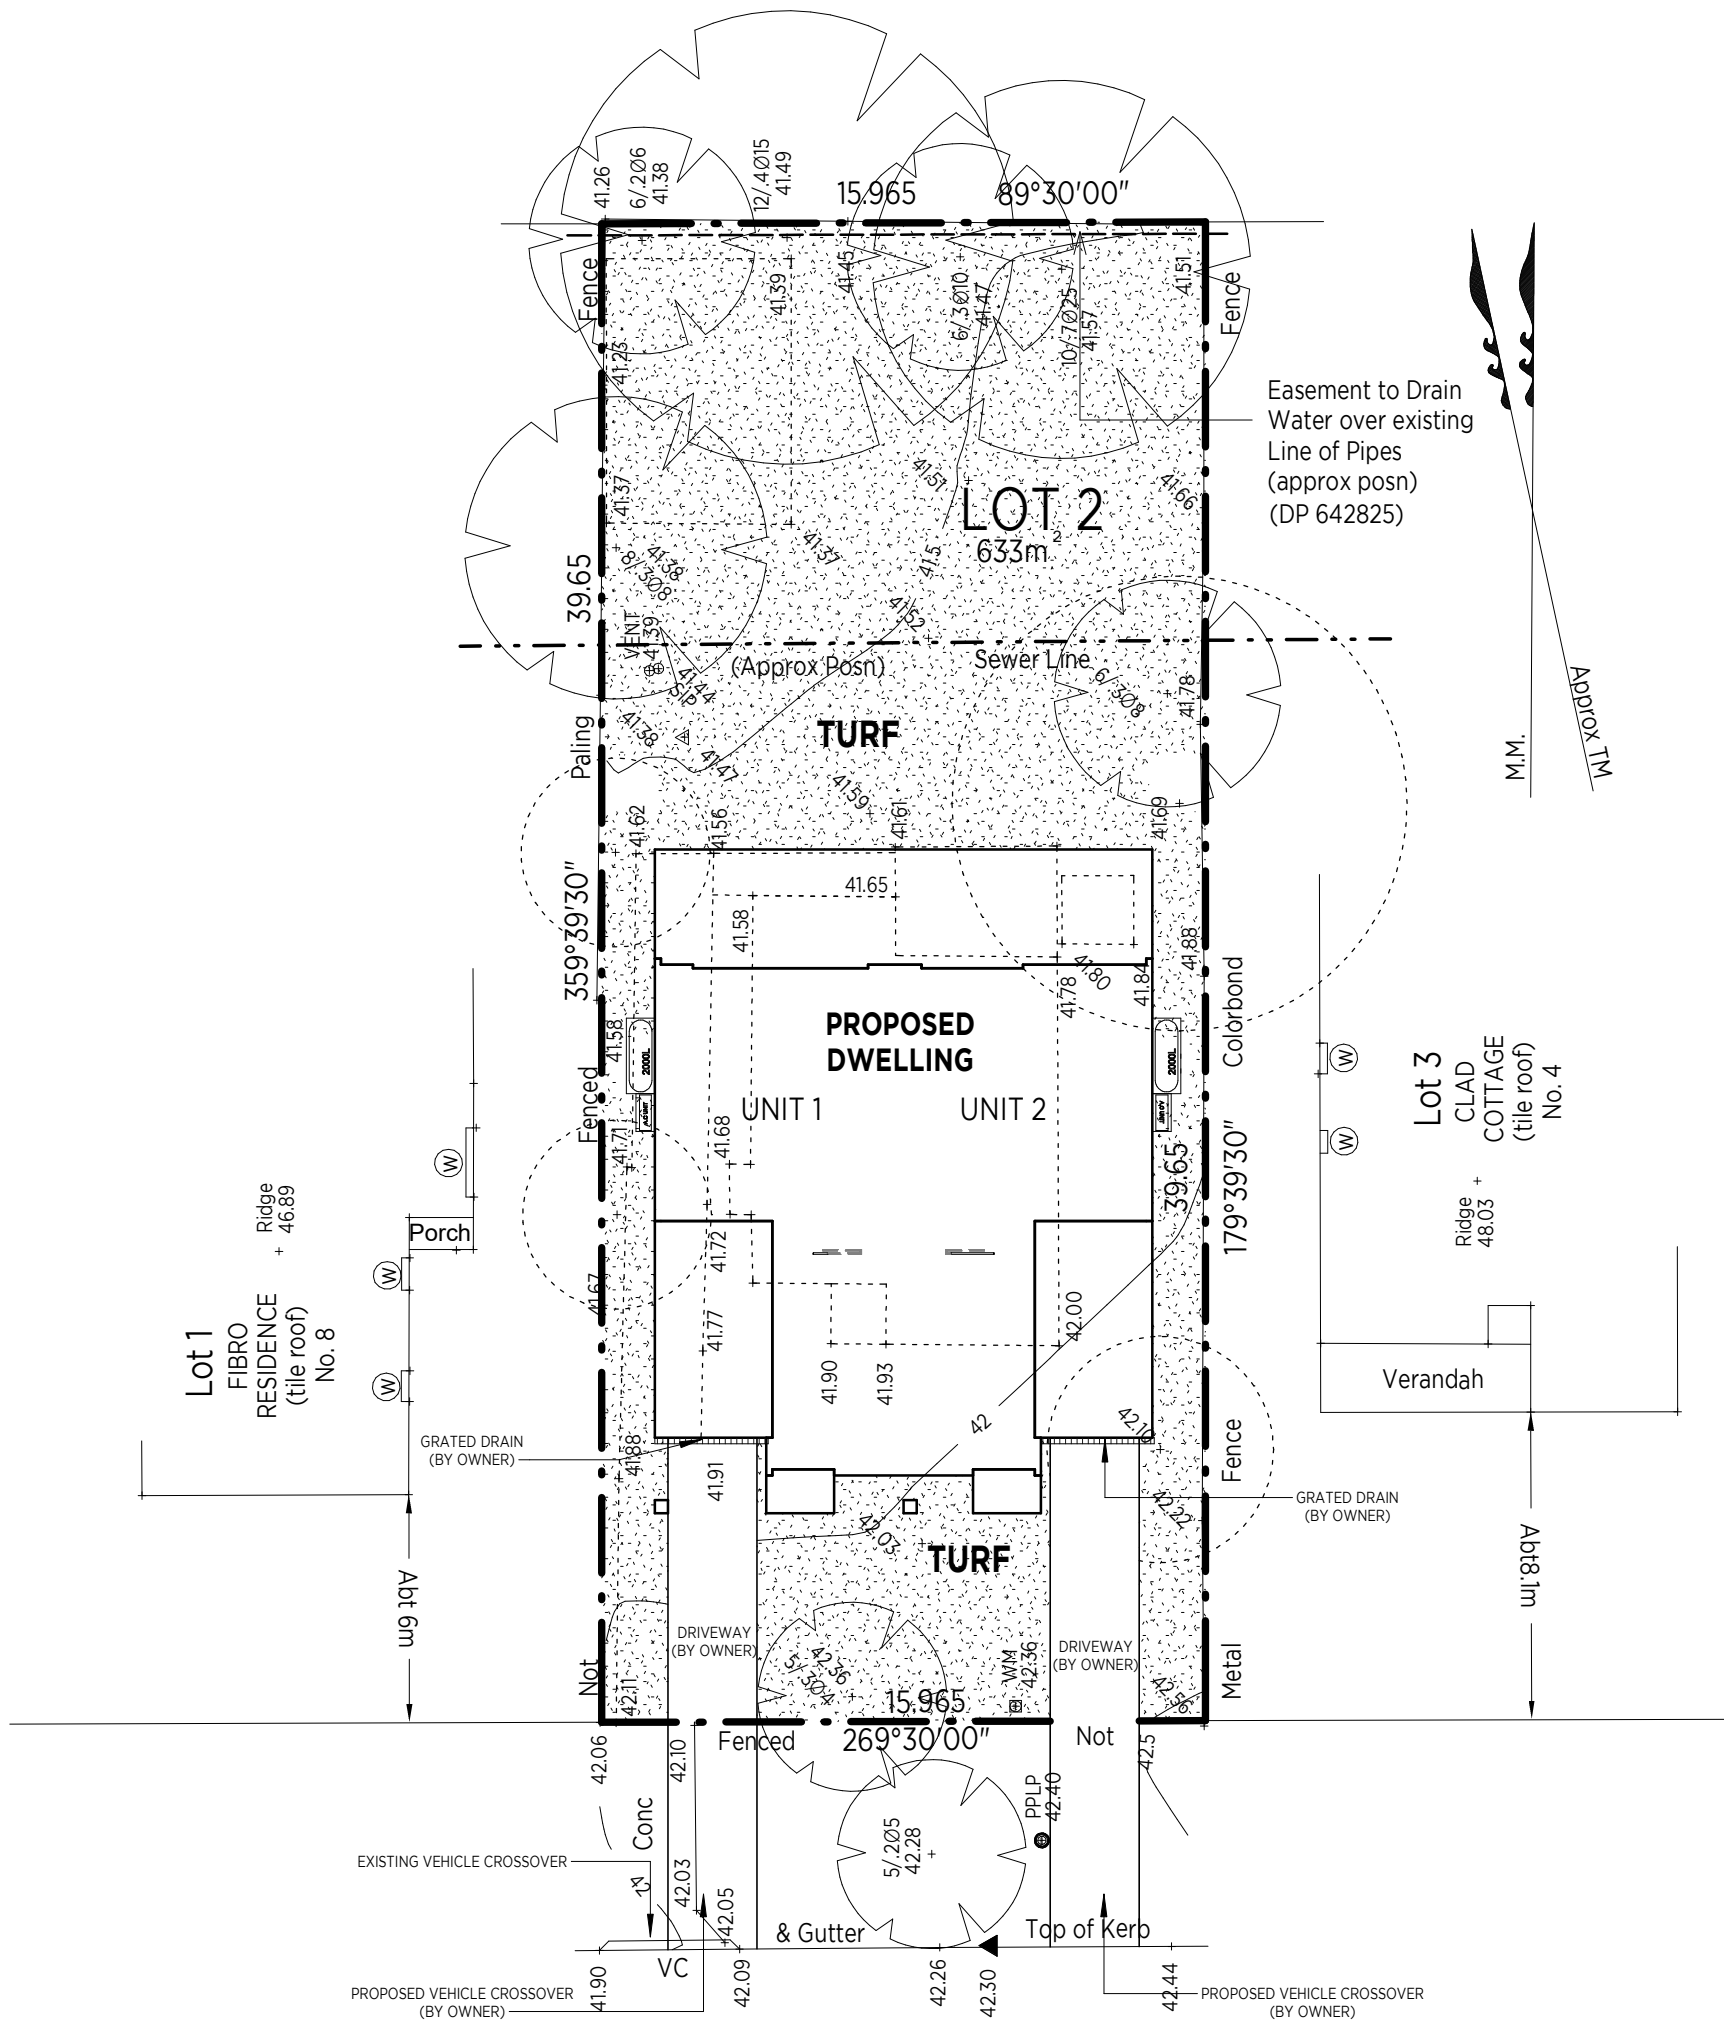 41.26
6/.2Ø6
41.38
12/.4Ø15
41.49
15.965
89°30'00"
Fence
41.39
41.45
6/.3Ø10
41.47
10/.7Ø25
41.57
41.51
Fence
41.23
Easement to Drain
Water over existing
Line of Pipes
(approx posn)
(DP 642825)
41.37
41.51
LOT 2
633m2
41.66
41.37
41.5
39.65
41.38
8/.3Ø8
41.52
VENT
41.39
(Approx Posn)
Sewer Line
41.44
SIP
6/.3Ø8
41.78
Approx TM
M.M.
Paling
41.38
TURF
41.47
41.59
41.62
41.56
41.61
41.69
359°39'30"
41.65
41.58
41.88
41.80
41.84
41.78
Colorbond
PROPOSED
DWELLING
41.58
2000L
2000L
Fenced
UNIT 1
UNIT 2
41.71
41.68
39.65
179°39'30"
Lot 3
CLAD
COTTAGE
(tile roof)
No. 4
W
W
W
Ridge
46.89
Porch
Ridge
48.03
W
41.72
41.67
Lot 1
FIBRO
RESIDENCE
(tile roof)
No. 8
W
41.77
42.00
41.90
41.93
Verandah
42
42.10
GRATED DRAIN
(BY OWNER)
41.88
41.91
Fence
GRATED DRAIN
(BY OWNER)
42.22
42.03
TURF
Abt 6m
Abt8.1m
DRIVEWAY
(BY OWNER)
DRIVEWAY
(BY OWNER)
42.36
5/.3Ø4
WM
42.36
Not
42.11
Metal
42.56
15.965
Fenced
269°30'00"
Not
42.06
42.10
42.5
Conc
PPLP
42.40
5/.2Ø5
42.28
EXISTING VEHICLE CROSSOVER
42
42.03
42.05
& Gutter
Top of Kerb
VC
41.90
42.09
42.26
42.30
42.44
PROPOSED VEHICLE CROSSOVER
(BY OWNER)
PROPOSED VEHICLE CROSSOVER
(BY OWNER)